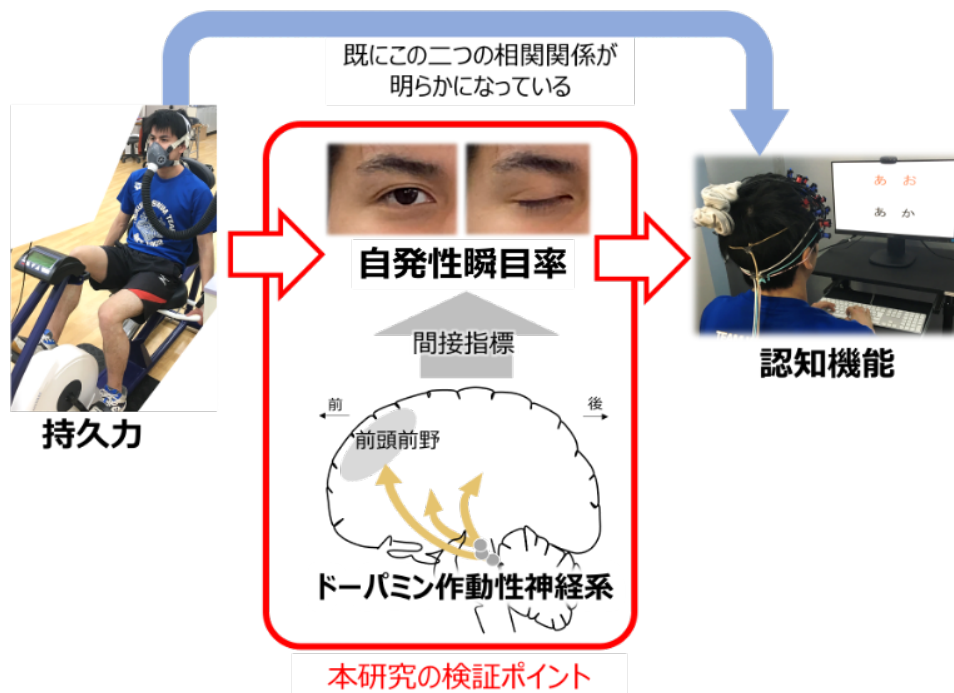 既にこの二つの相関関係が
明らかになっている
あ お
あ か
自発性瞬目率
間接指標
認知機能
前
後
前頭前野
持久力
ドーパミン作動性神経系
本研究の検証ポイント